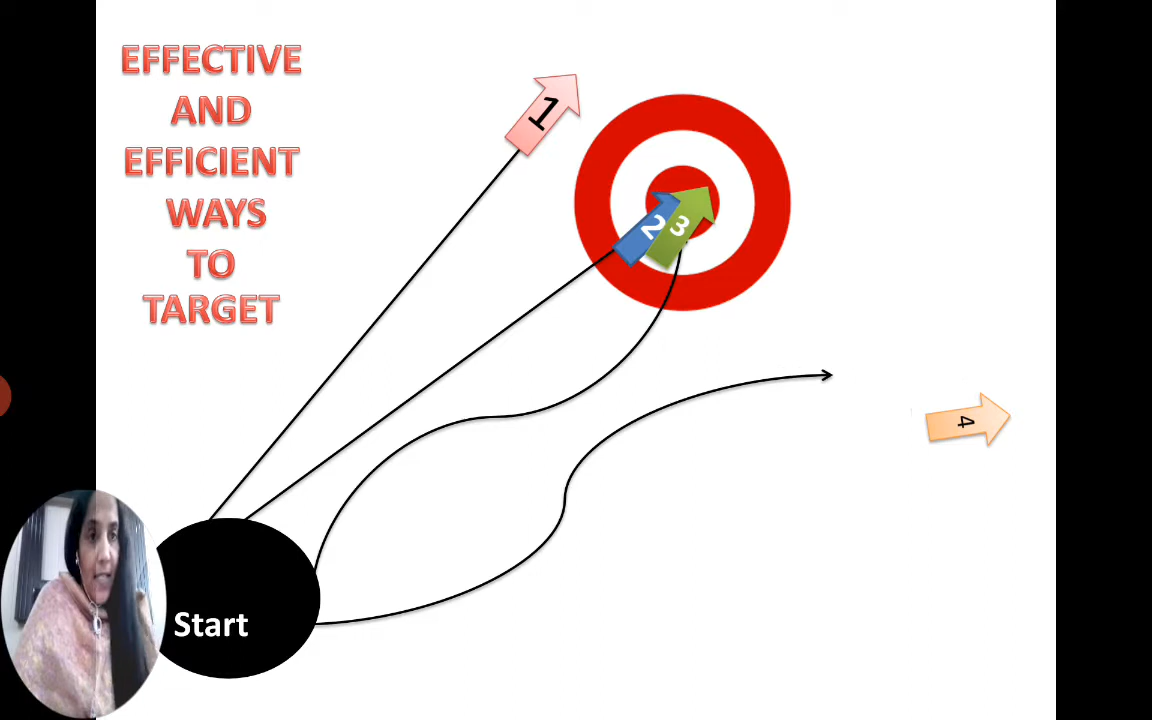 EFFECTIVE
AND
EFFICIENT
WAYS
TO
TARGET
1
2
3
4
Start